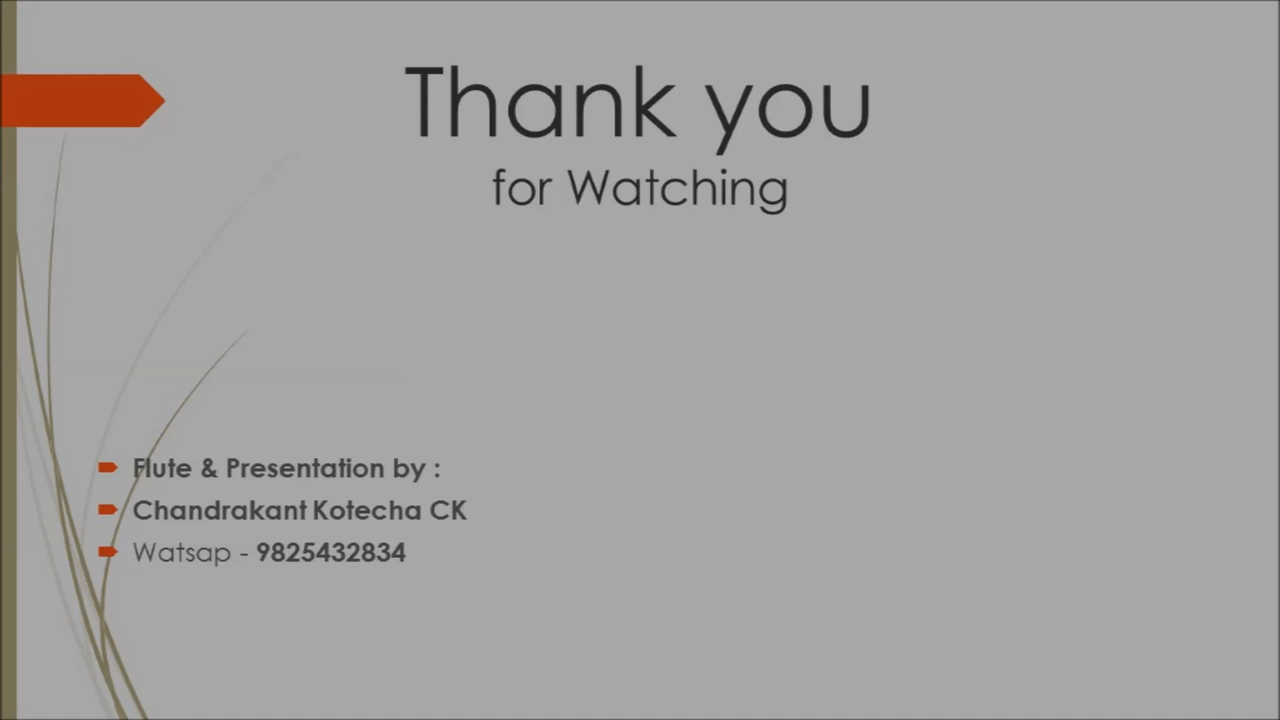 Thank you
for Watching
Flute & Presentation by :
Chandrakant Kotecha CK
Watsap - 9825432834